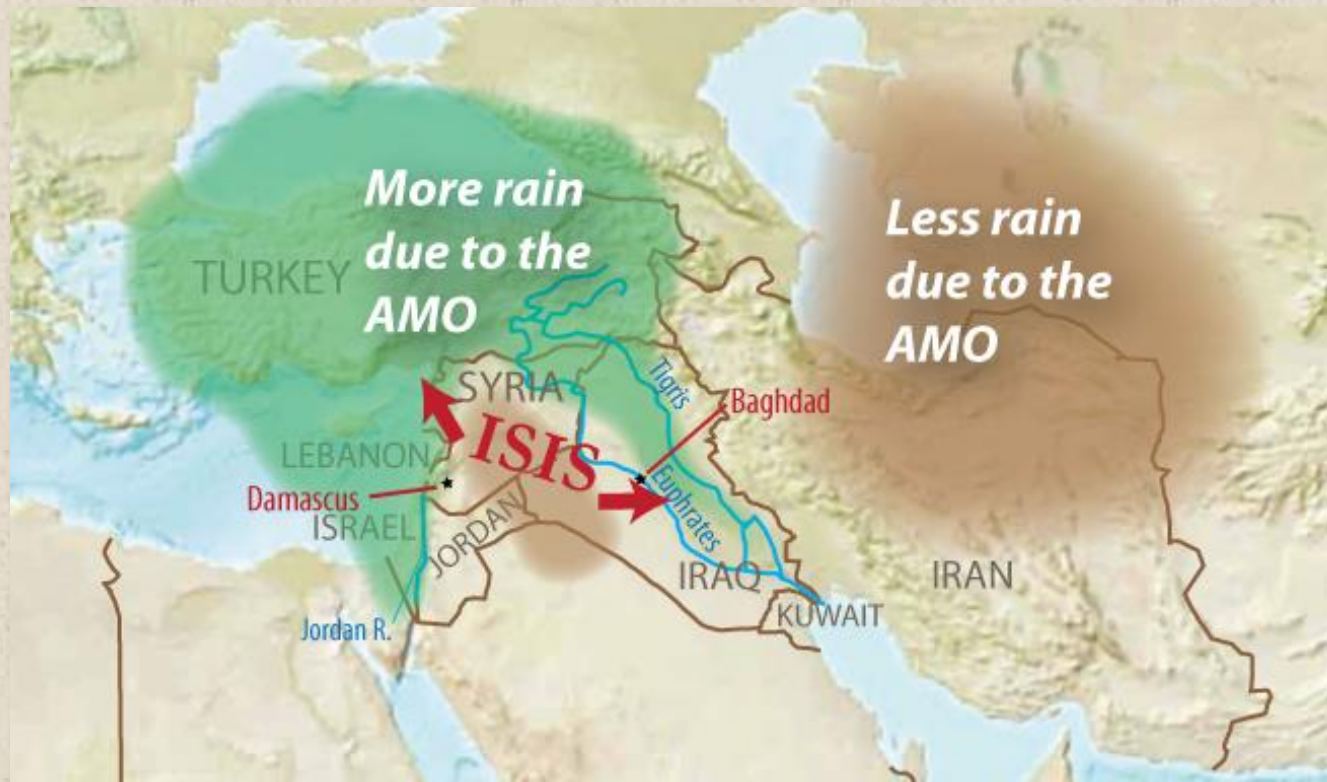 More rain
due to the
AMO
Less rain
due to the
AMO
TURKEY
SYRIA
Tigris
Baghdad
ISIS
LEBANON
Damascus
ISRAEL
JORDAN
Euphrates
IRAQ
IRAN
KUWAIT
Jordan R.